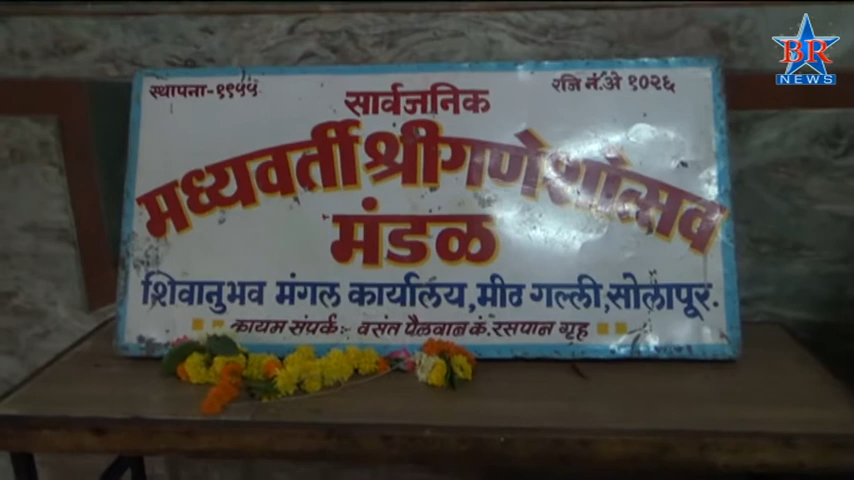 BR
NEWS
स्थापना-१९५५ रजि नं.अे १०२६
सार्वजनिक
मध्यवर्ती श्रीगणेशोत्सव
मंडळ
शिवानुभव मंगल कार्यालय, मीठ गल्ली, सोलापूर.
कायम संपर्क:- वसंत पैलवान कं. रसपान गृह